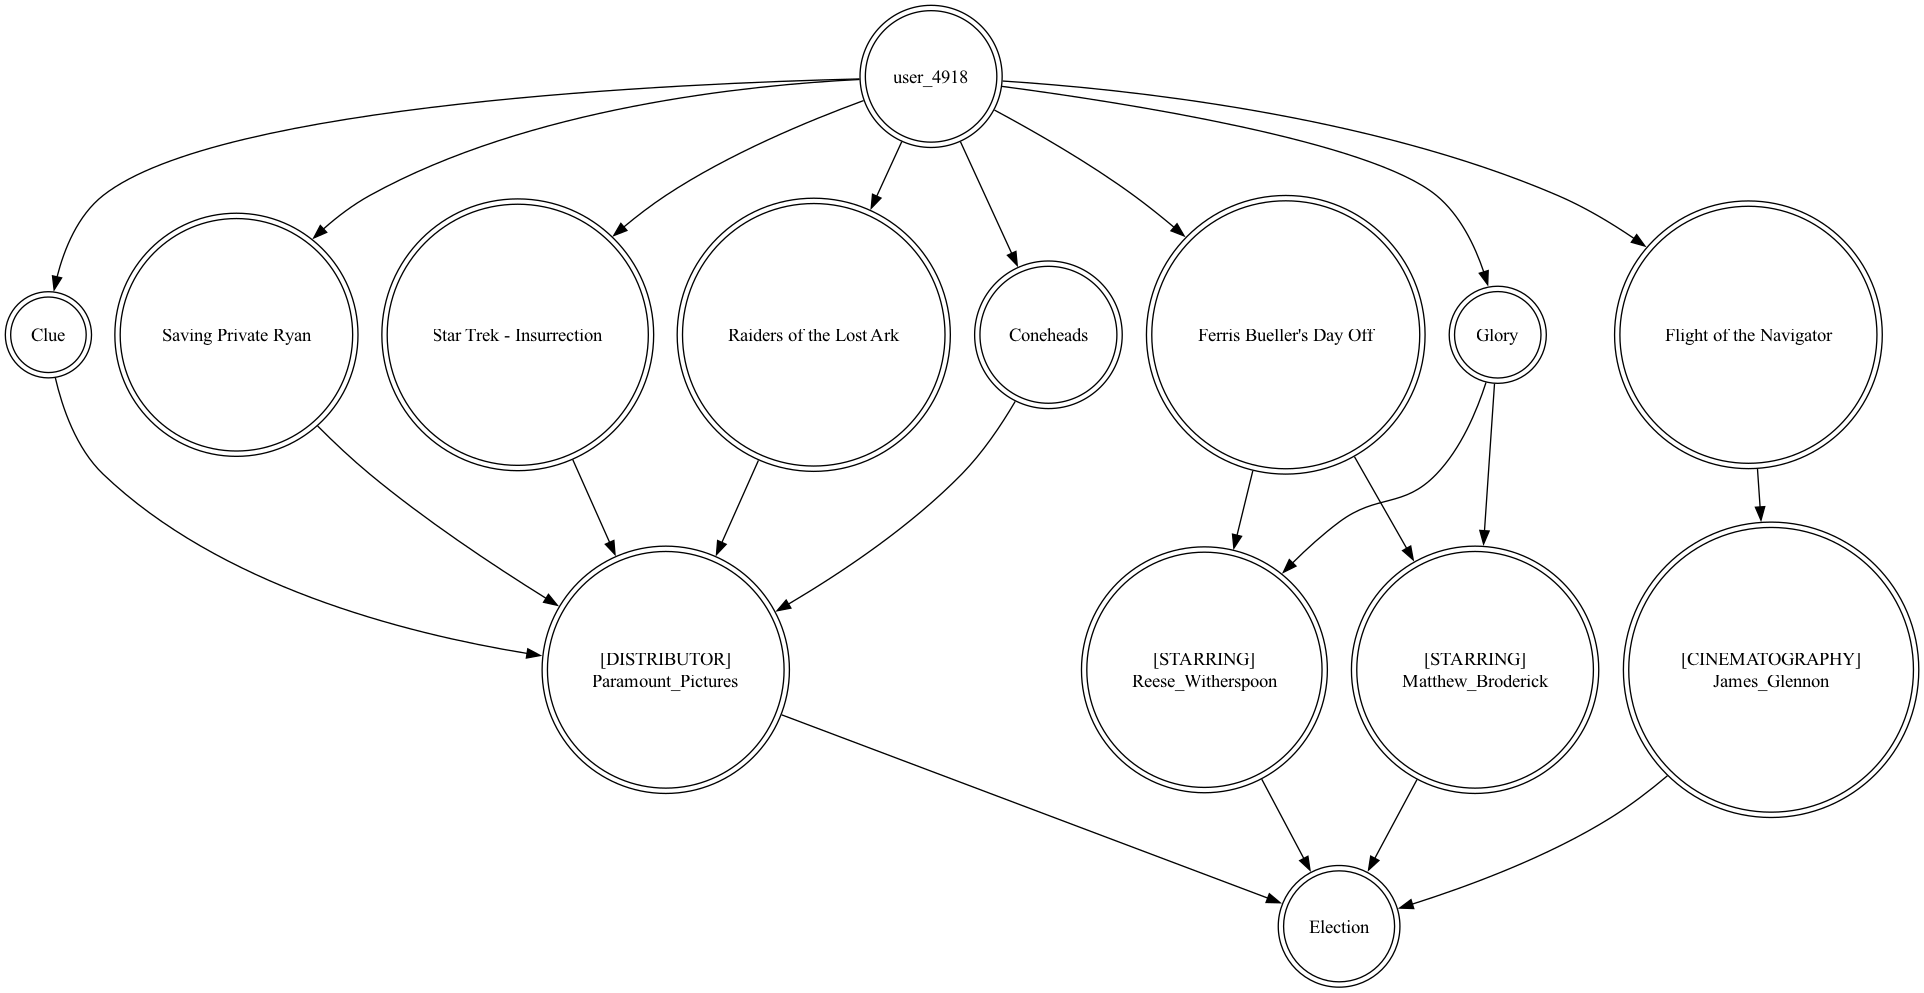 user_4918
Clue
Saving Private Ryan
Star Trek - Insurrection
Raiders of the Lost Ark
Coneheads
Ferris Bueller's Day Off
Glory
Flight of the Navigator
[DISTRIBUTOR]
Paramount_Pictures
[STARRING]
Reese_Witherspoon
[STARRING]
Matthew_Broderick
[CINEMATOGRAPHY]
James_Glennon
Election